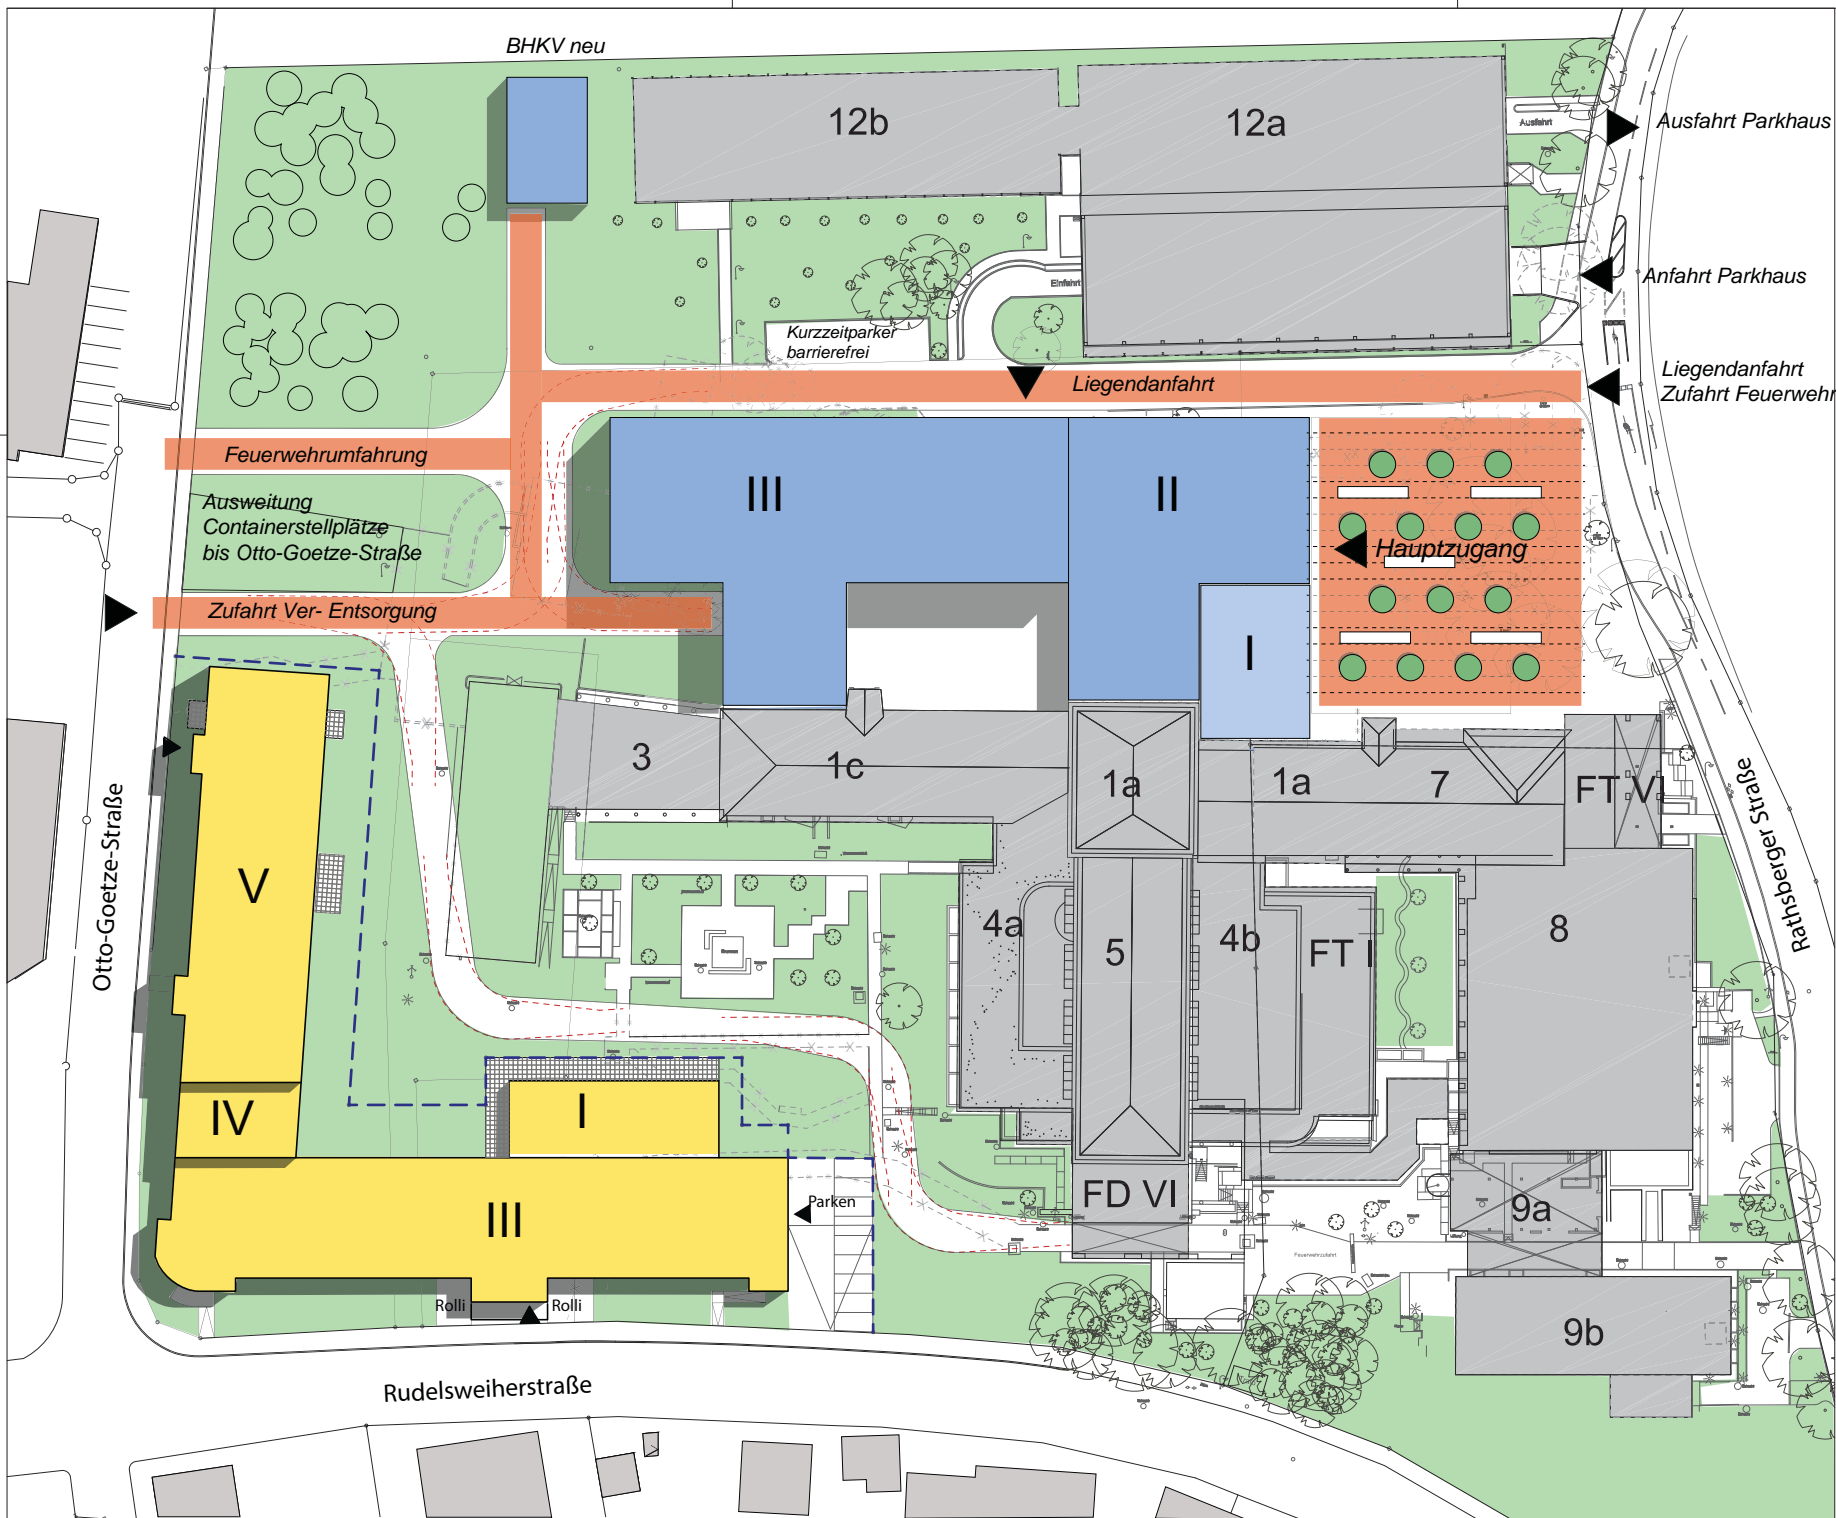 BHKV neu
12b
12a
Ausfahrt
Ausfahrt Parkhaus
Anfahrt Parkhaus
Einfahrt
Kurzzeitparker
barrierefrei
Liegendanfahrt
Liegendanfahrt
Zufahrt Feuerwehr
Feuerwehrumfahrung
Ausweitung
Containerstellplätze
bis Otto-Goetze-Straße
III
II
Hauptzugang
Zufahrt Ver- Entsorgung
I
3
1c
1a
1a
7
FT V
Otto-Goetze-Straße
Rathsberger Straße
V
4a
5
4b
FT I
8
IV
I
III
Parken
FD VI
9a
Feuerwehrzufahrt
Rolli
Rolli
9b
Rudelsweiherstraße